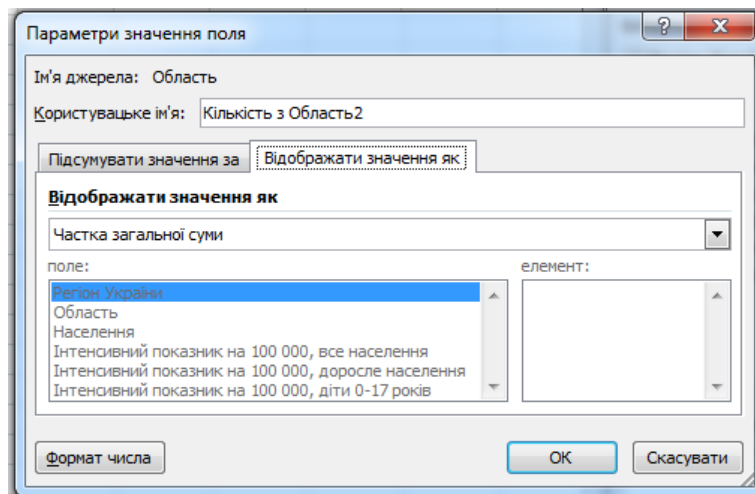 Параметри значення поля
Ім'я джерела: Область
Користувацьке ім'я: Кількість з Область2
Підсумувати значення за Відображати значення як
Відображати значення як
Частка загальної суми
поле: елемент:
Регіон України
Область
Населення
Інтенсивний показник на 100 000, все населення
Інтенсивний показник на 100 000, доросле населення
Інтенсивний показник на 100 000, діти 0-17 років
Формат числа ОК Скасувати